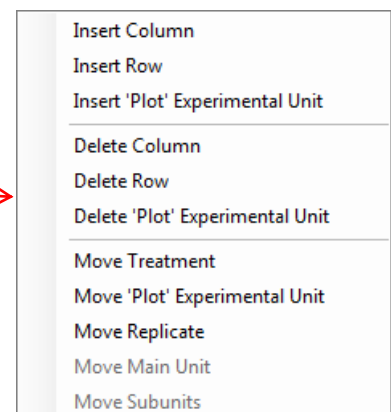 Insert Column
Insert Row
Insert 'Plot' Experimental Unit
Delete Column
Delete Row
Delete 'Plot' Experimental Unit
Move Treatment
Move 'Plot' Experimental Unit
Move Replicate
Move Main Unit
Move Subunits